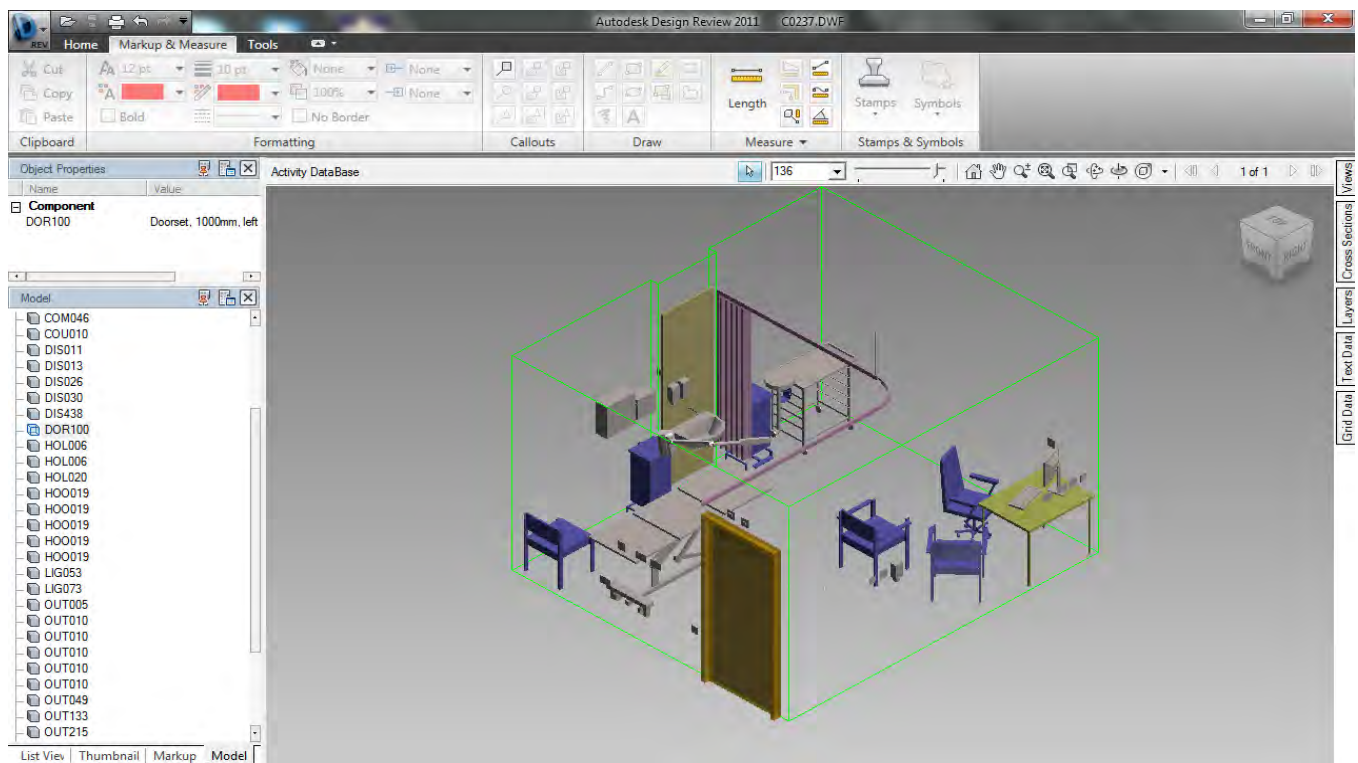 Autodesk Design Review 2011 C0237.DWF
REV Home Markup & Measure Tools
Cut 12 pt 10 pt None None
Copy 100% None
Paste Bold No Border
Length
Stamps Symbols
Clipboard Formatting Callouts Draw Measure Stamps & Symbols
Object Properties
Name Value
Component
DOR100 Doorset, 1000mm, left
Activity DataBase
136
1 of 1
Model
COM046
COU010
DIS011
DIS013
DIS026
DIS030
DIS438
DOR100
HOL006
HOL006
HOL020
HOO019
HOO019
HOO019
HOO019
HOO019
LIG053
LIG073
OUT005
OUT010
OUT010
OUT010
OUT010
OUT010
OUT049
OUT133
OUT215
List View Thumbnail Markup Model
TOP
FRONT RIGHT
Views
Cross Sections
Layers
Text Data
Grid Data